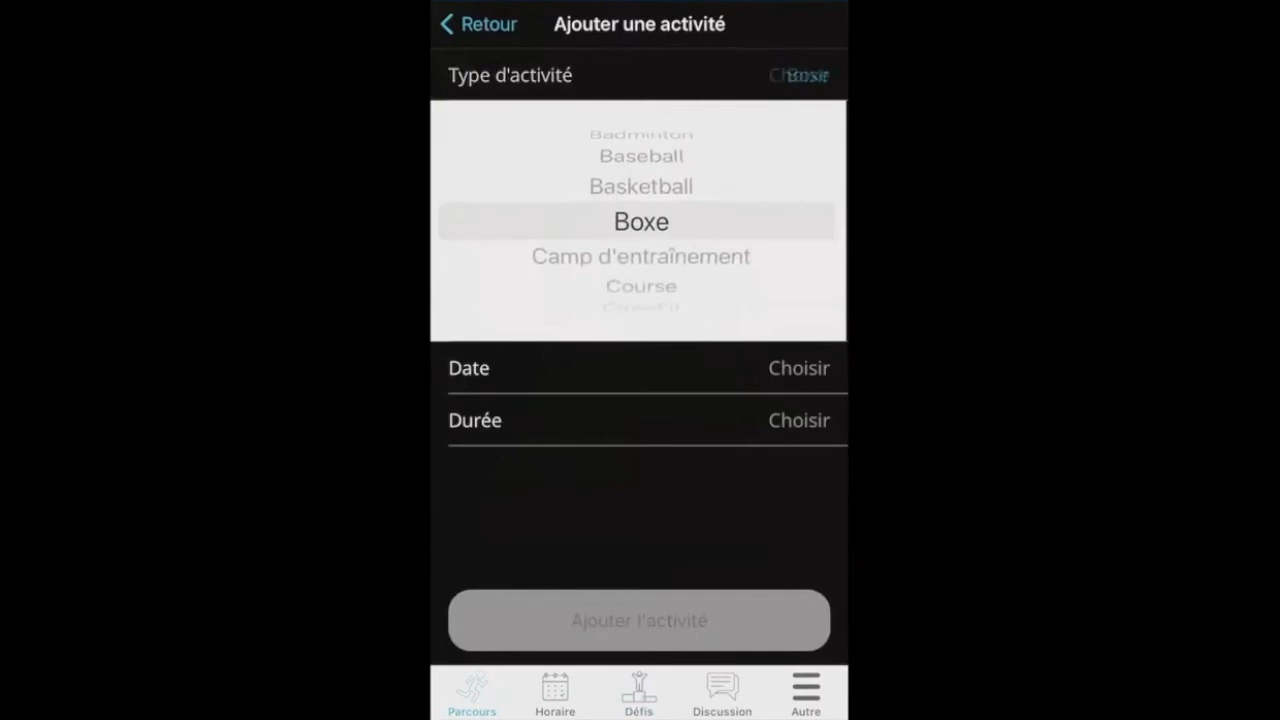 Retour Ajouter une activité
Type d'activité Boxe
Badminton
Baseball
Basketball
Boxe
Camp d'entraînement
Course
Date Choisir
Durée Choisir
Ajouter l'activité
Parcours Horaire Défis Discussion Autre